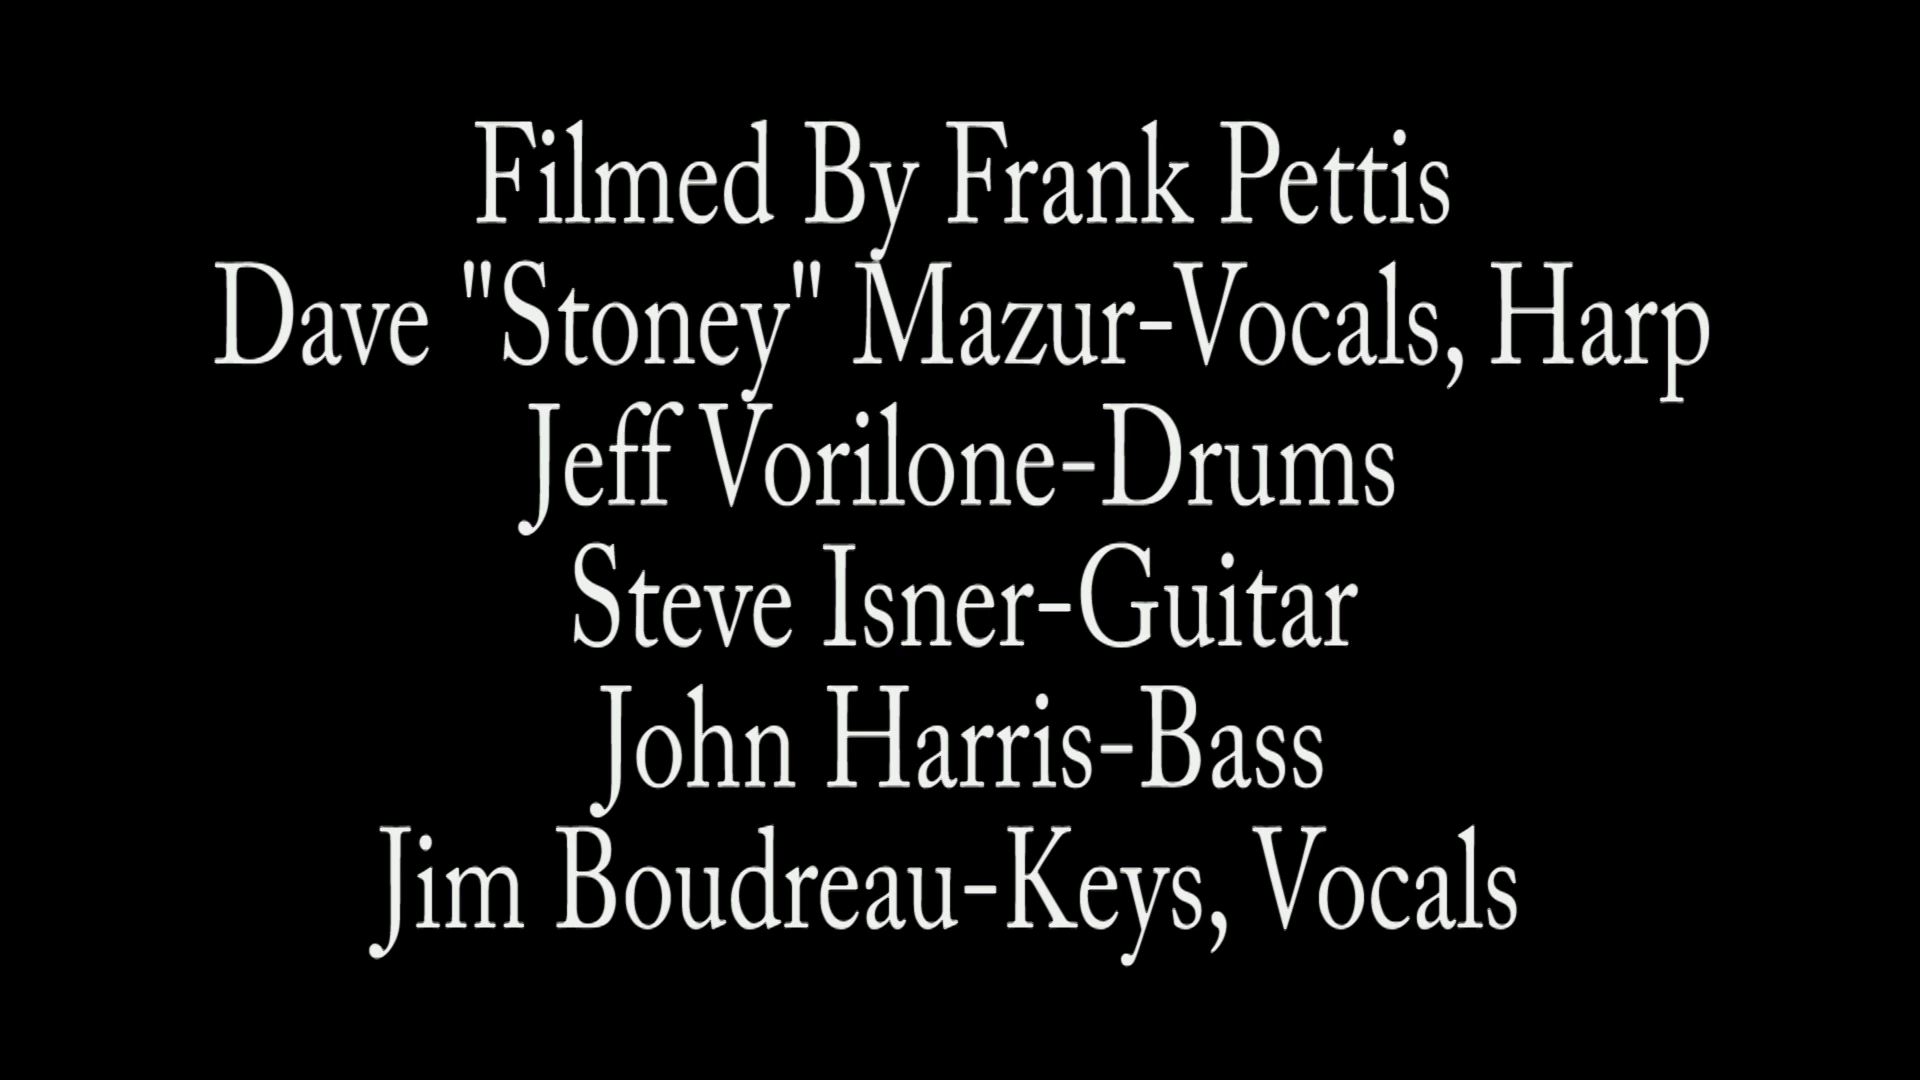 Filmed By Frank Pettis
Dave "Stoney" Mazur-Vocals, Harp
Jeff Vorilone-Drums
Steve Isner-Guitar
John Harris-Bass
Jim Boudreau-Keys, Vocals